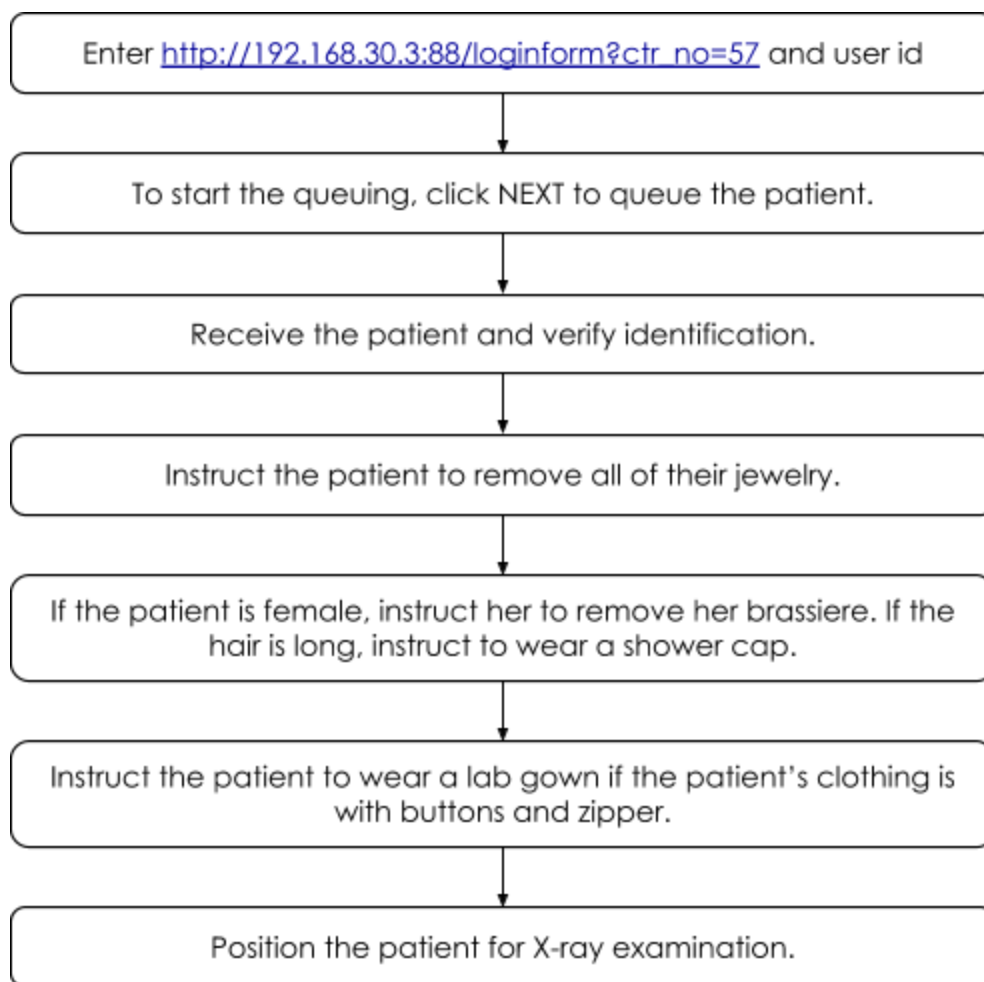 Enter http://192.168.30.3:88/loginform?ctr_no=57 and user id
To start the queuing, click NEXT to queue the patient.
Receive the patient and verify identification.
Instruct the patient to remove all of their jewelry.
If the patient is female, instruct her to remove her brassiere. If the
hair is long, instruct to wear a shower cap.
Instruct the patient to wear a lab gown if the patient’s clothing is
with buttons and zipper.
Position the patient for X-ray examination.